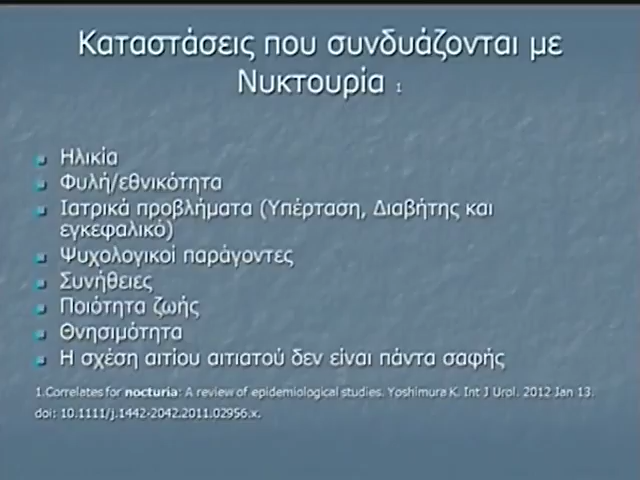 Καταστάσεις που συνδυάζονται με
Νυκτουρία 1
Ηλικία
Φυλή/εθνικότητα
Ιατρικά προβλήματα (Υπέρταση, Διαβήτης και
εγκεφαλικό)
Ψυχολογικοί παράγοντες
Συνήθειες
Ποιότητα ζωής
Θνησιμότητα
Η σχέση αιτίου αιτιατού δεν είναι πάντα σαφής
1.Correlates for nocturia: A review of epidemiological studies. Yoshimura K. Int J Urol. 2012 Jan 13.
doi: 10.1111/j.1442-2042.2011.02956.x.